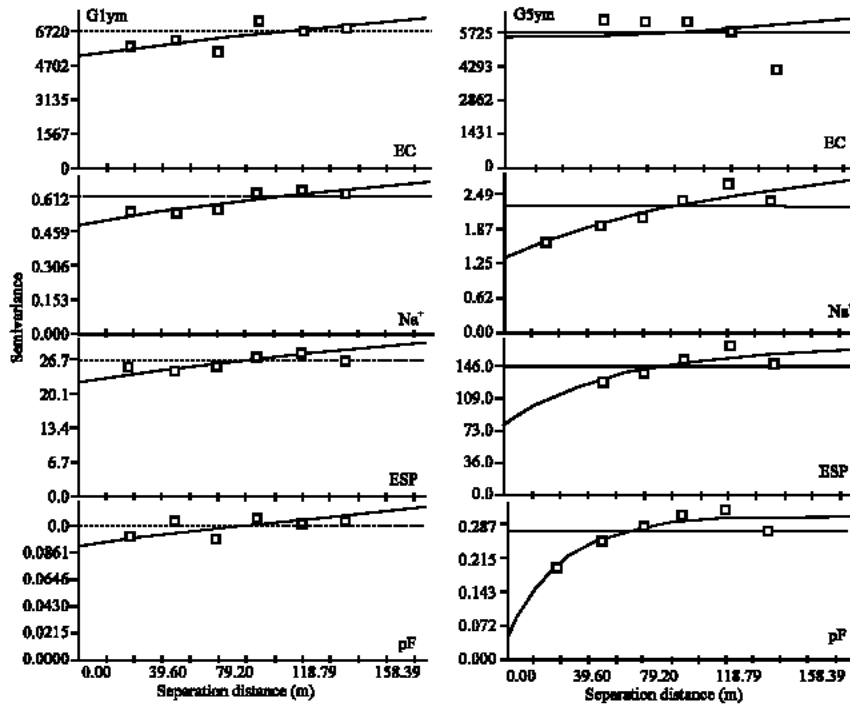 G1ym
6720
4702
3135
1567
0
EC
0.612
0.459
0.306
0.153
0.000
Na+
Semivariance
26.7
20.1
13.4
6.7
0.0
ESP
0.0
0.0861
0.0646
0.0430
0.0215
0.0000
pF
0.00 39.60 79.20 118.79 158.39
Separation distance (m)
G5ym
5725
4293
2862
1431
0
EC
2.49
1.87
1.25
0.62
0.00
Na
146.0
109.0
73.0
36.0
0.0
ESP
0.287
0.215
0.143
0.072
0.000
pF
0.00 39.60 79.20 118.79 158.39
Separation distance (m)